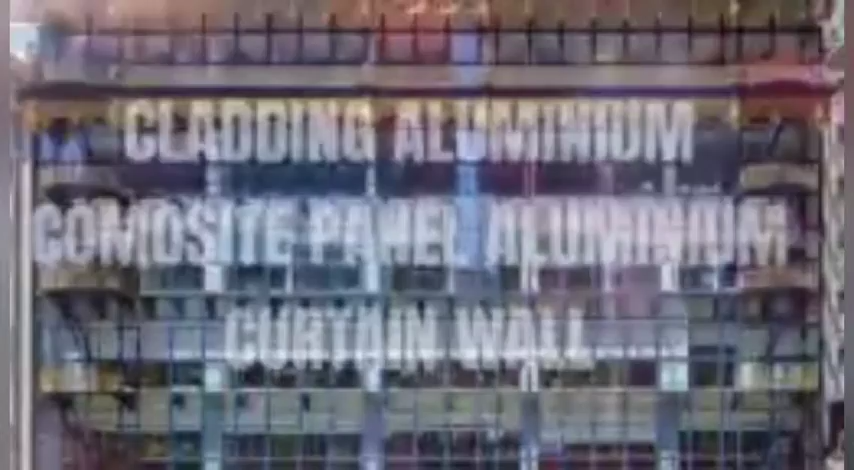 CLADDING ALUMINIUM
COMOSITE PANEL ALUMINIUM
CURTAIN WALL